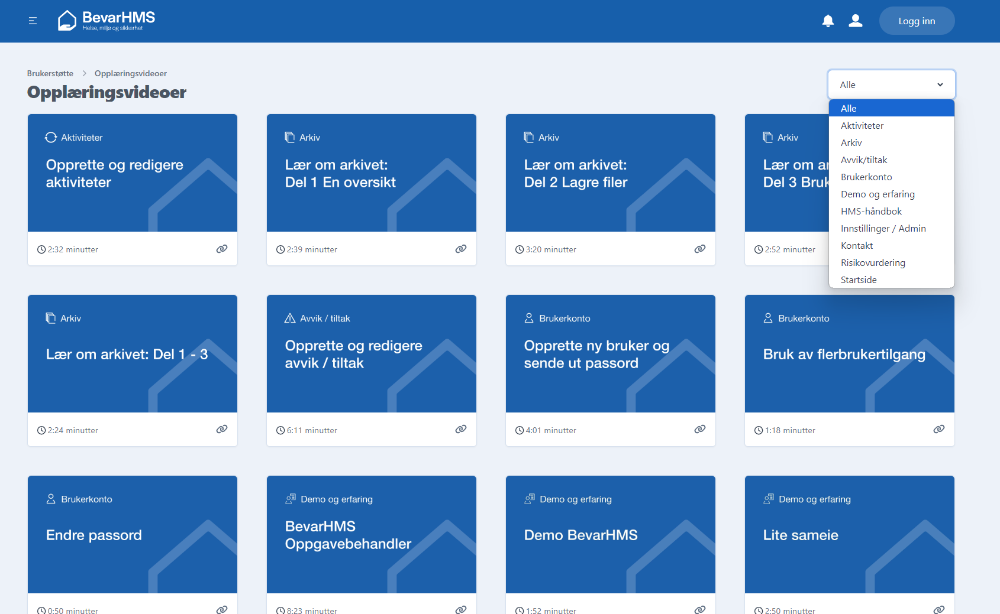 BevarHMS
Helse, miljø og sikkerhet
Logg inn
Brukerstøtte
Opplæringsvideoer
Opplæringsvideoer
Alle
Alle
Aktiviteter
Arkiv
Avvik/tiltak
Brukerkonto
Demo og erfaring
HMS-håndbok
Innstillinger / Admin
Kontakt
Risikovurdering
Startside
Aktiviteter
Opprette og redigere
aktiviteter
2:32 minutter
Arkiv
Lær om arkivet:
Del 1 En oversikt
2:39 minutter
Arkiv
Lær om arkivet:
Del 2 Lagre filer
3:20 minutter
Arkiv
Lær om
Del 3
2:52 minutter
Arkiv
Lær om arkivet: Del 1 - 3
2:24 minutter
Avvik / tiltak
Opprette og redigere
avvik / tiltak
6:11 minutter
Brukerkonto
Opprette ny bruker og
sende ut passord
4:01 minutter
Brukerkonto
Bruk av flerbrukertilgang
1:18 minutter
Brukerkonto
Endre passord
0:50 minutter
Demo og erfaring
BevarHMS
Oppgavebehandler
8:23 minutter
Demo og erfaring
Demo BevarHMS
1:52 minutter
Demo og erfaring
Lite sameie
2:50 minutter